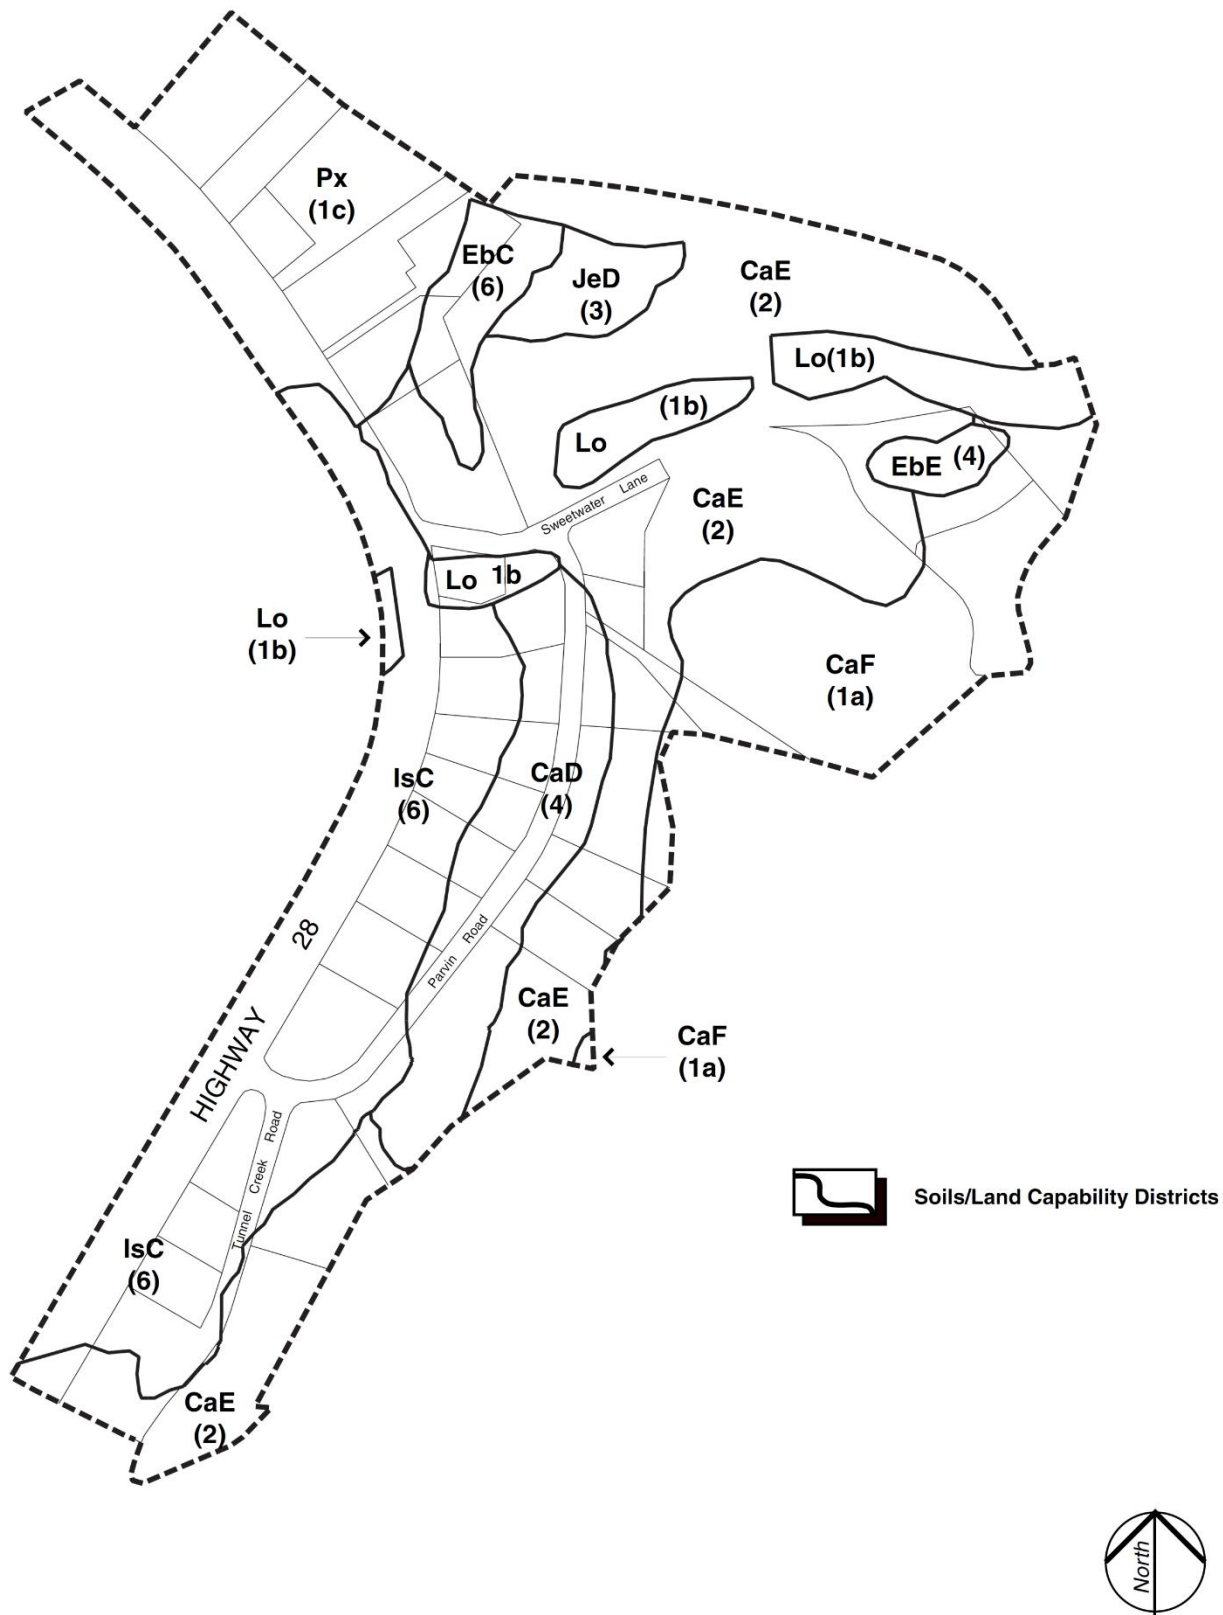 Px
(1c)
EbC
(6)
JeD
(3)
CaE
(2)
Lo(1b)
(1b)
Lo
EbE (4)
CaE
(2)
Sweetwater Lane
Lo 1b
Lo
(1b)
CaF
(1a)
IsC
(6)
CaD
(4)
28
Parvin Road
CaE
(2)
CaF
(1a)
HIGHWAY
Tunnel Creek Road
Soils/Land Capability Districts
IsC
(6)
CaE
(2)
North